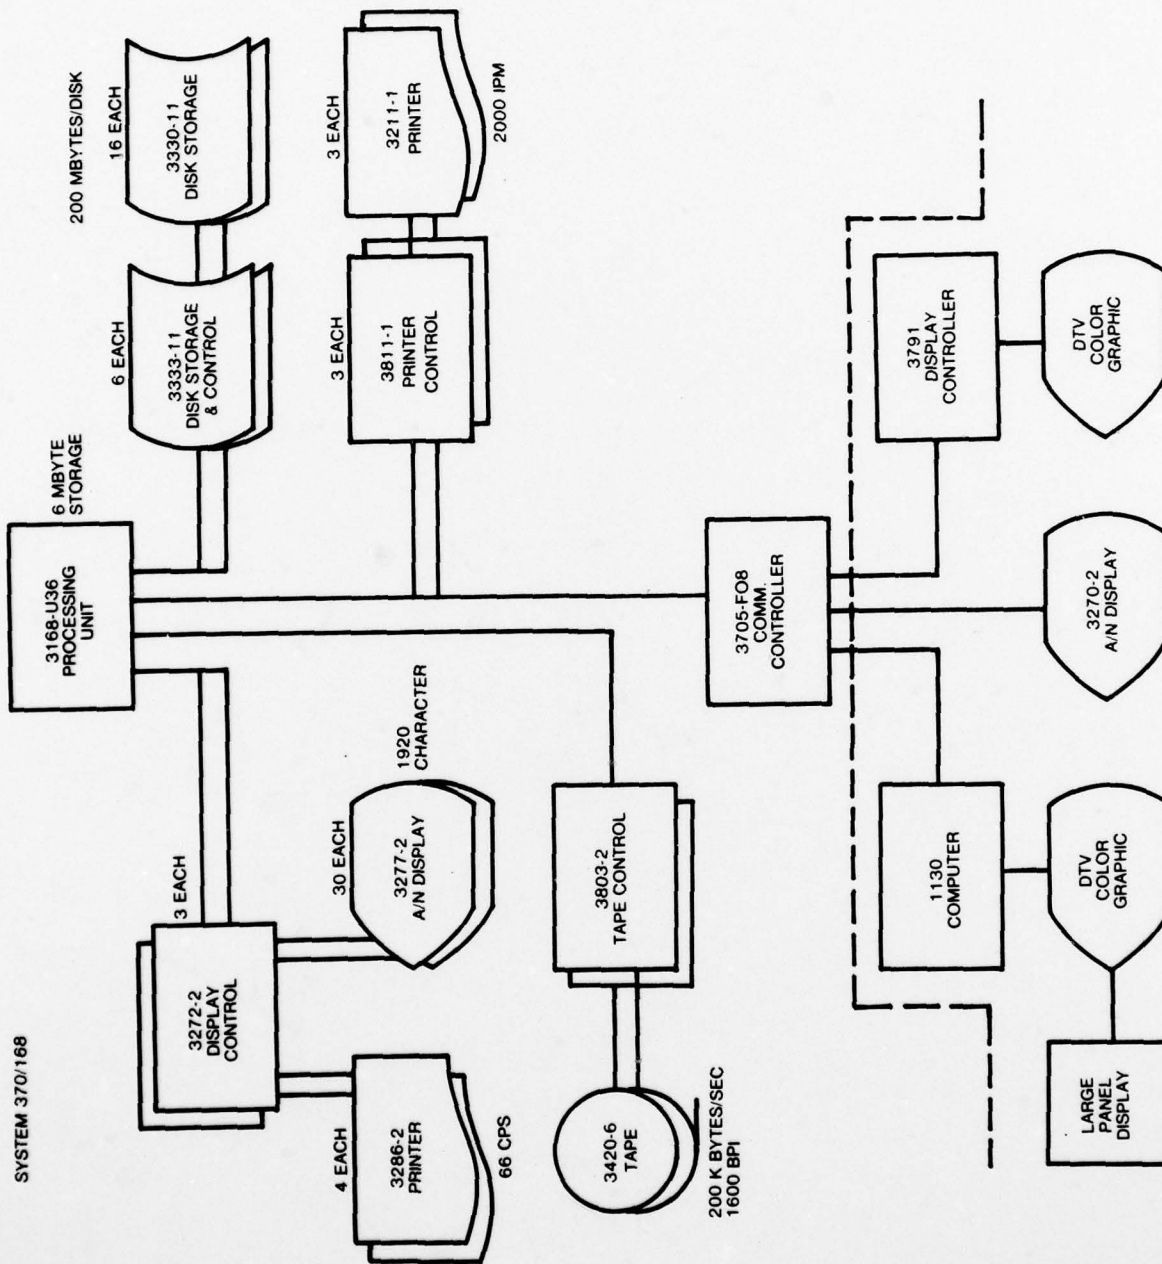 SYSTEM 370/168
3168-U36
PROCESSING
UNIT
6 MBYTE
STORAGE
3 EACH
3272-2
DISPLAY
CONTROL
6 EACH
3333-11
DISK STORAGE
& CONTROL
200 MBYTES/DISK
16 EACH
3330-11
DISK STORAGE
4 EACH
3286-2
PRINTER
66 CPS
30 EACH
3277-2
A/N DISPLAY
1920
CHARACTER
3 EACH
3811-1
PRINTER
CONTROL
3 EACH
3211-1
PRINTER
2000 IPM
3420-6
TAPE
200 K BYTES/SEC
1600 BPI
3803-2
TAPE CONTROL
3705-FO8
COMM.
CONTROLLER
1130
COMPUTER
3791
DISPLAY
CONTROLLER
LARGE
PANEL
DISPLAY
DTV
COLOR
GRAPHIC
3270-2
A/N DISPLAY
DTV
COLOR
GRAPHIC